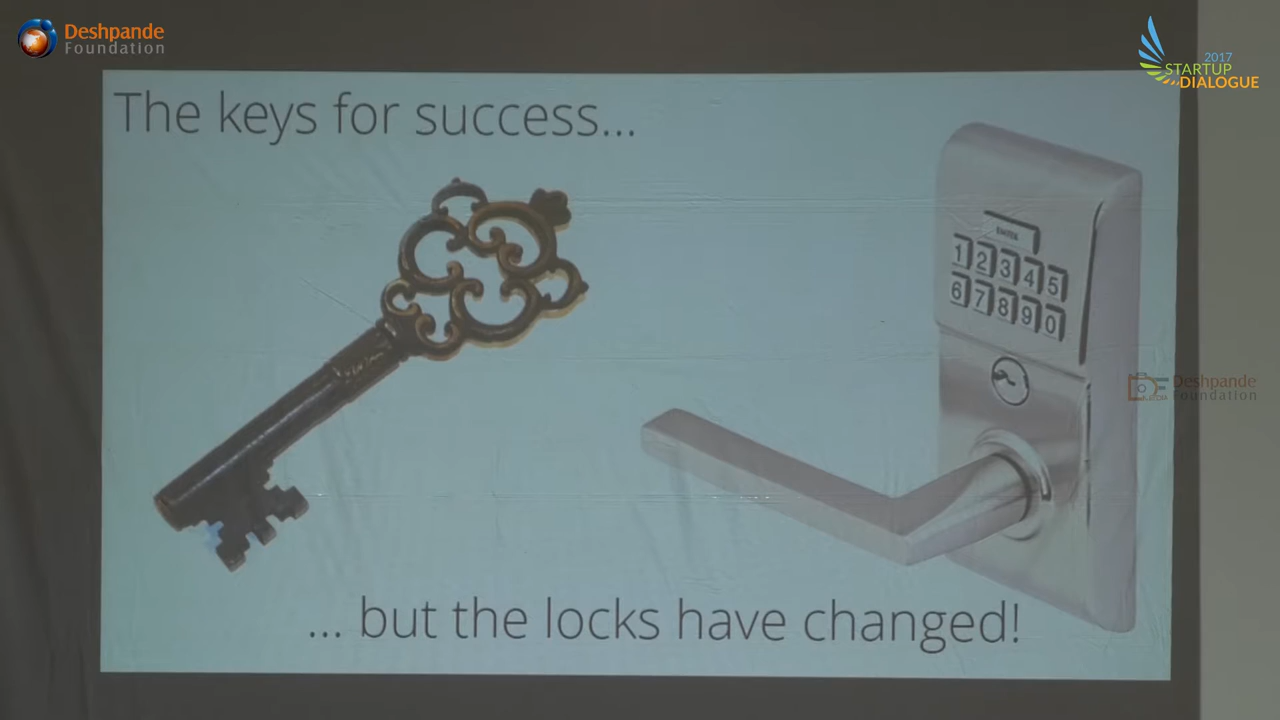 Deshpande
Foundation
2017
STARTUP
DIALOGUE
The keys for success...
ENTER
1 2 3 4 5
6 7 8 9 0
Deshpande
Foundation
... but the locks have changed!